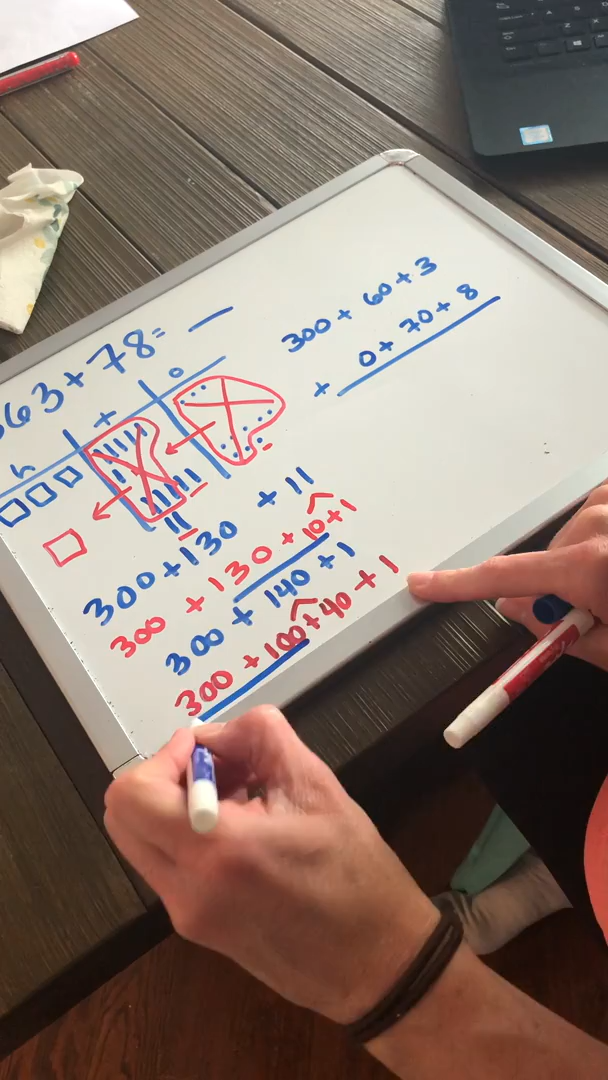 363+78=
h t o
300 + 60 + 3
+ 0 + 70 + 8
300+130 + 11
300 + 130 + 10+1
300 + 140 + 1
300 + 100+40 + 1